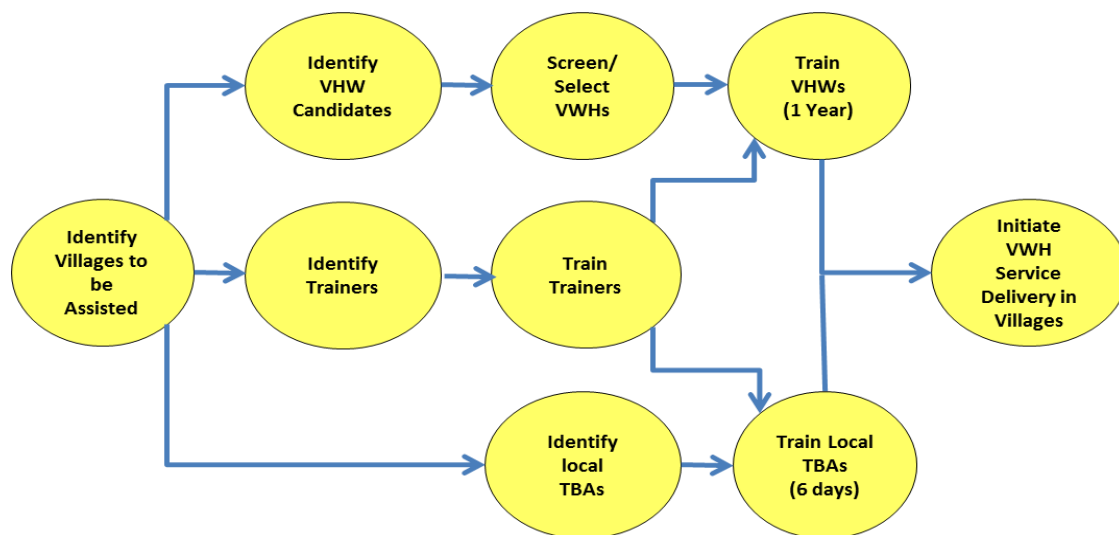 Identify
VHW
Candidates
Screen/
Select
VWHs
Train
VHWs
(1 Year)
Identify
Villages to
be
Assisted
Identify
Trainers
Train
Trainers
Initiate
VWH
Service
Delivery in
Villages
Identify
local
TBAs
Train Local
TBAs
(6 days)